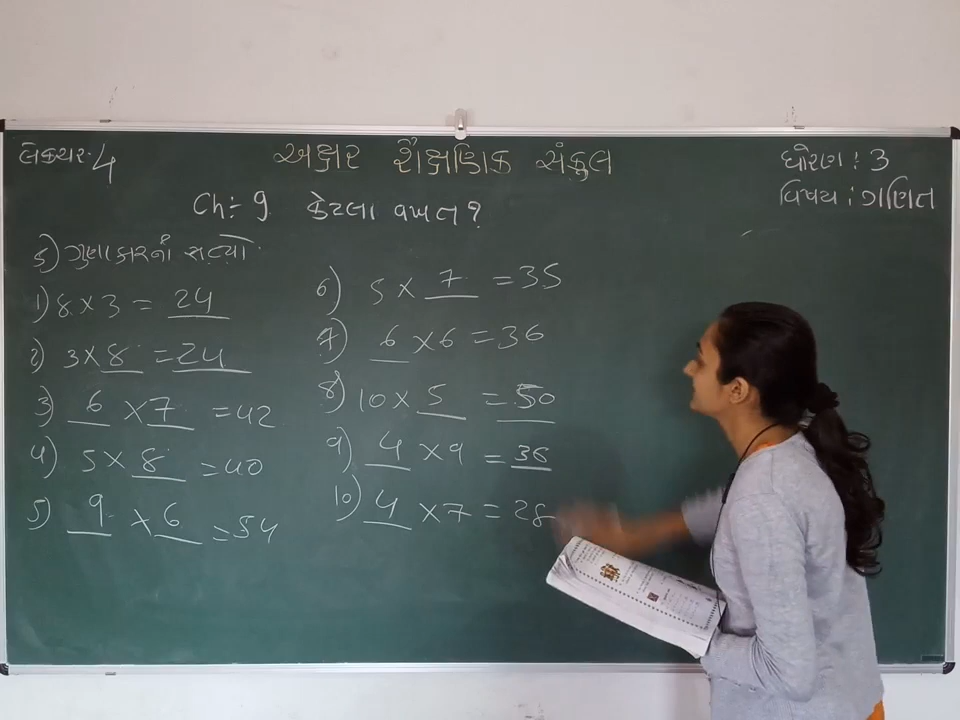 લેક્ચર-4
અક્ષર શૈક્ષણિક સંકુલ
ધોરણ : 3
વિષય : ગણિત
Ch:- 9 કેટલા વખત ?
ગુણાકારની
1) 8 × 3 = 24
2) 3 × 8 = 24
3) 6 × 7 = 42
4) 5 × 8 = 40
5) 9 × 6 = 54
6) 5 × 7 = 35
7) 6 × 6 = 36
8) 10 × 5 = 50
9) 4 × 9 = 36
10) 4 × 7 = 28